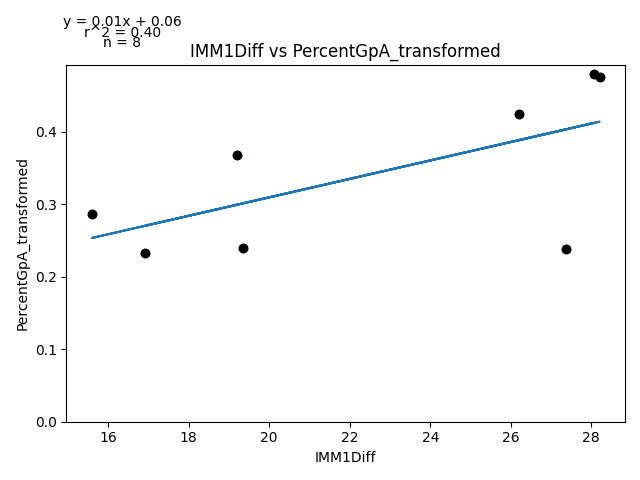 y = 0.01x + 0.06
r^2 = 0.40
n = 8
IMM1Diff vs PercentGpA_transformed
PercentGpA_transformed
0.4
0.3
0.2
0.1
0.0
16 18 20 22 24 26 28
IMM1Diff